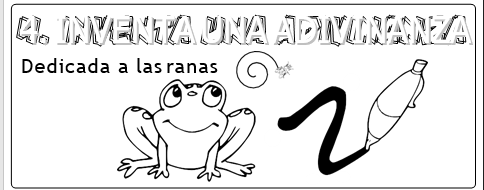 4. INVENTA UNA ADIVINANZA
Dedicada a las ranas